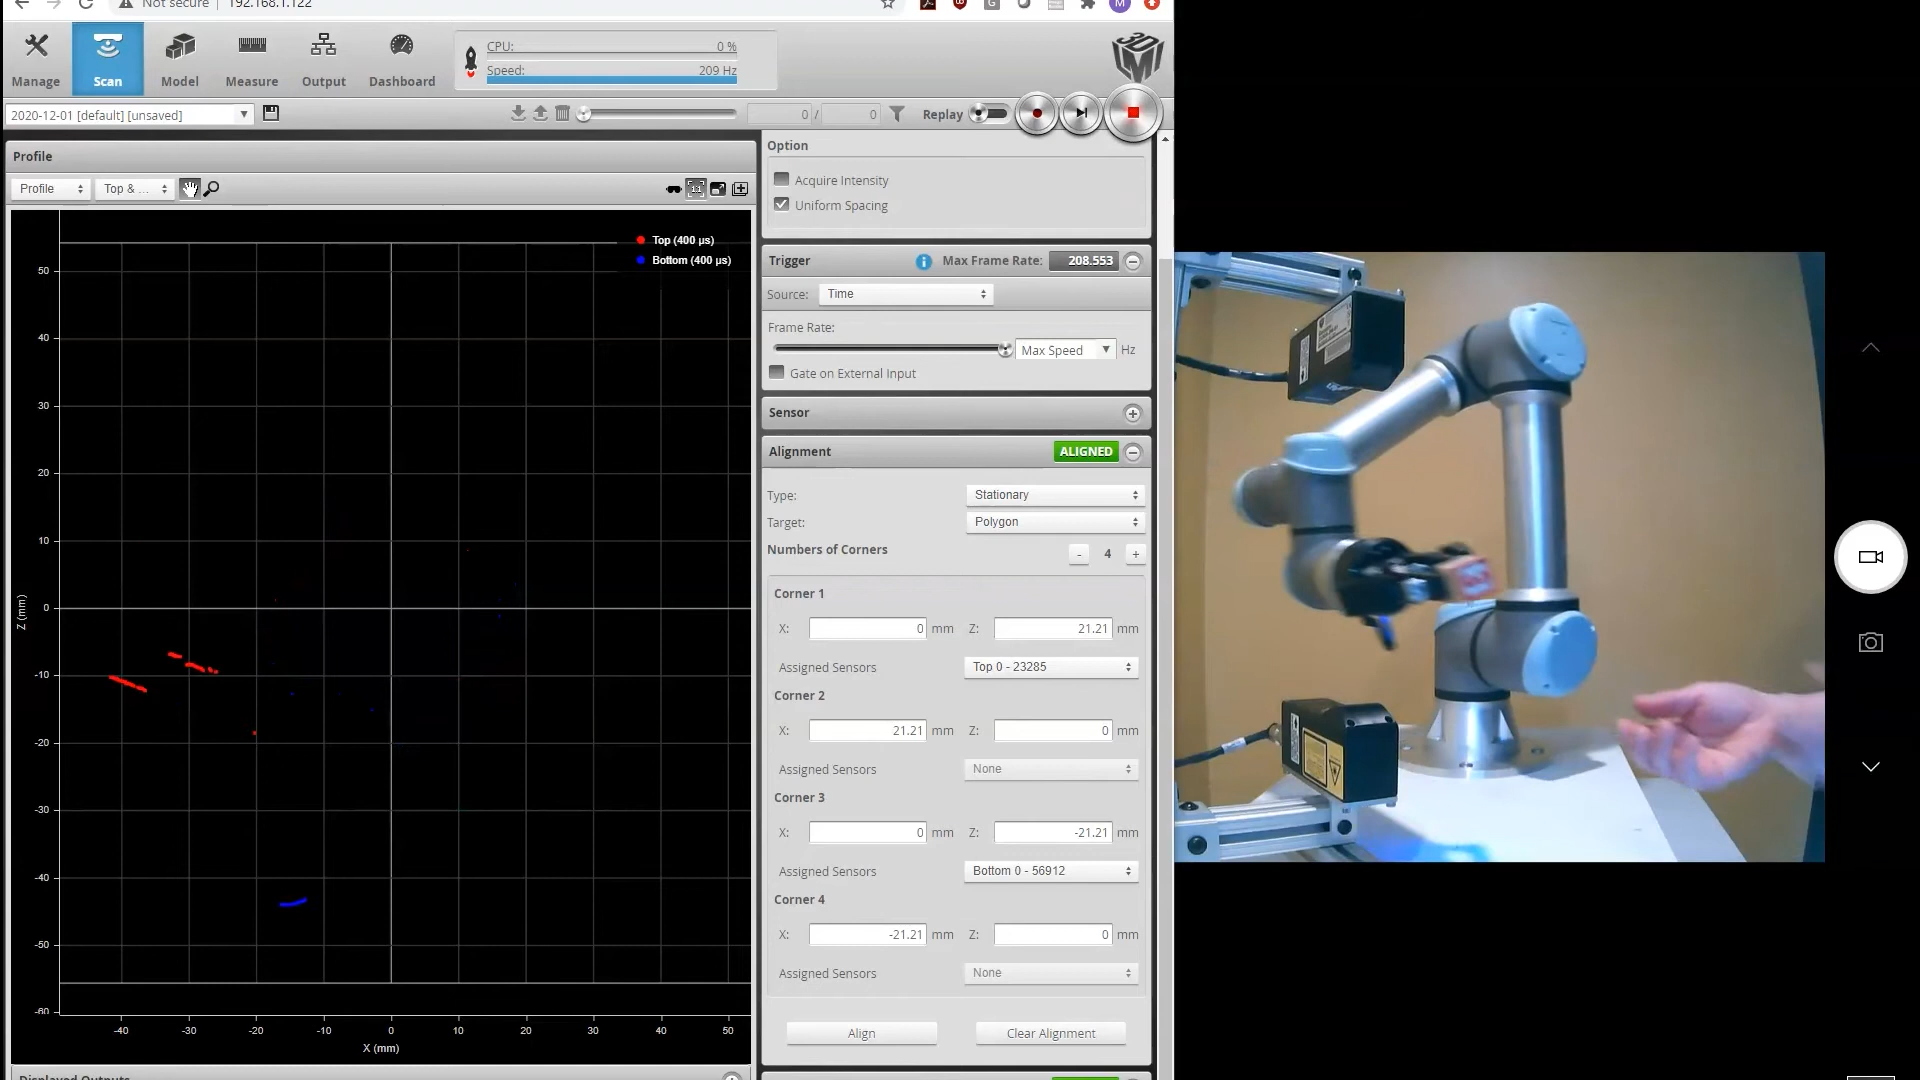 Not secure | 192.168.1.122
Manage
Scan
Model
Measure
Output
Dashboard
CPU: 0 %
Speed: 209 Hz
3D
2020-12-01 [default] [unsaved]
0 / 0
Replay
Profile
Profile
Top & ...
1:1
Top (400 µs)
Bottom (400 µs)
50
40
30
20
10
0
-10
-20
-30
-40
-50
-60
Z (mm)
-40 -30 -20 -10 0 10 20 30 40 50
X (mm)
Option
Acquire Intensity
Uniform Spacing
Trigger
Max Frame Rate: 208.553
Source: Time
Frame Rate:
Max Speed Hz
Gate on External Input
Sensor
Alignment ALIGNED
Type: Stationary
Target: Polygon
Numbers of Corners - 4 +
Corner 1
X: 0 mm Z: 21.21 mm
Assigned Sensors Top 0 - 23285
Corner 2
X: 21.21 mm Z: 0 mm
Assigned Sensors None
Corner 3
X: 0 mm Z: -21.21 mm
Assigned Sensors Bottom 0 - 56912
Corner 4
X: -21.21 mm Z: 0 mm
Assigned Sensors None
Align
Clear Alignment
Displayed Outputs